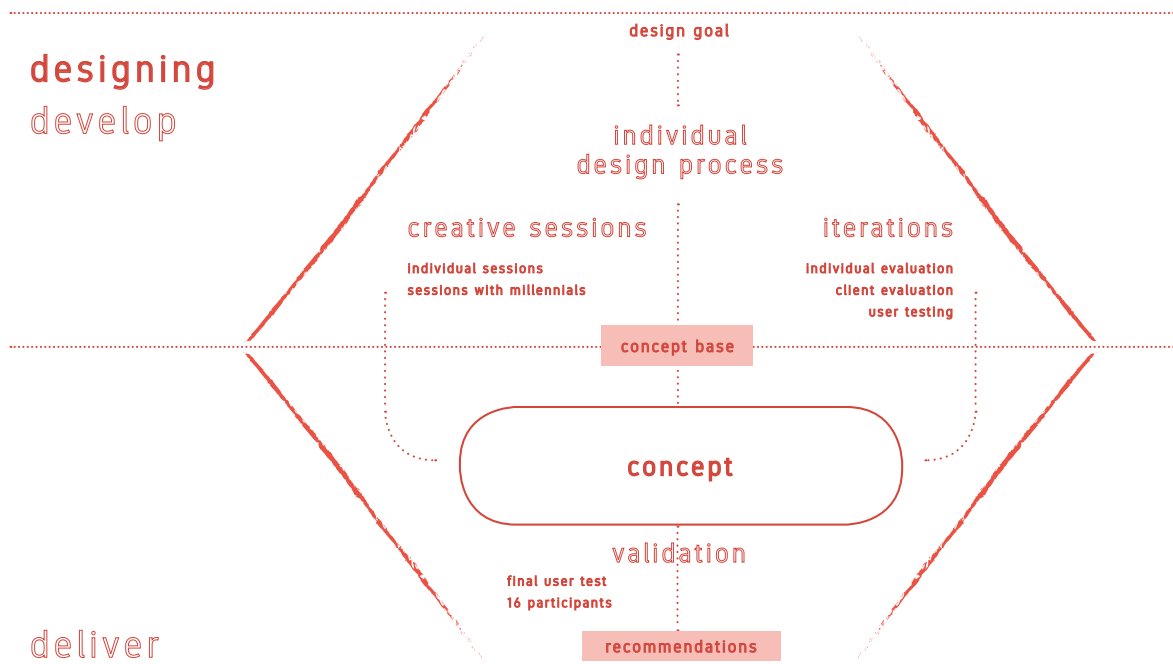 design goal
designing
develop
individual
design process
creative sessions
individual sessions
sessions with millennials
iterations
individual evaluation
client evaluation
user testing
concept base
concept
validation
final user test
16 participants
deliver
recommendations